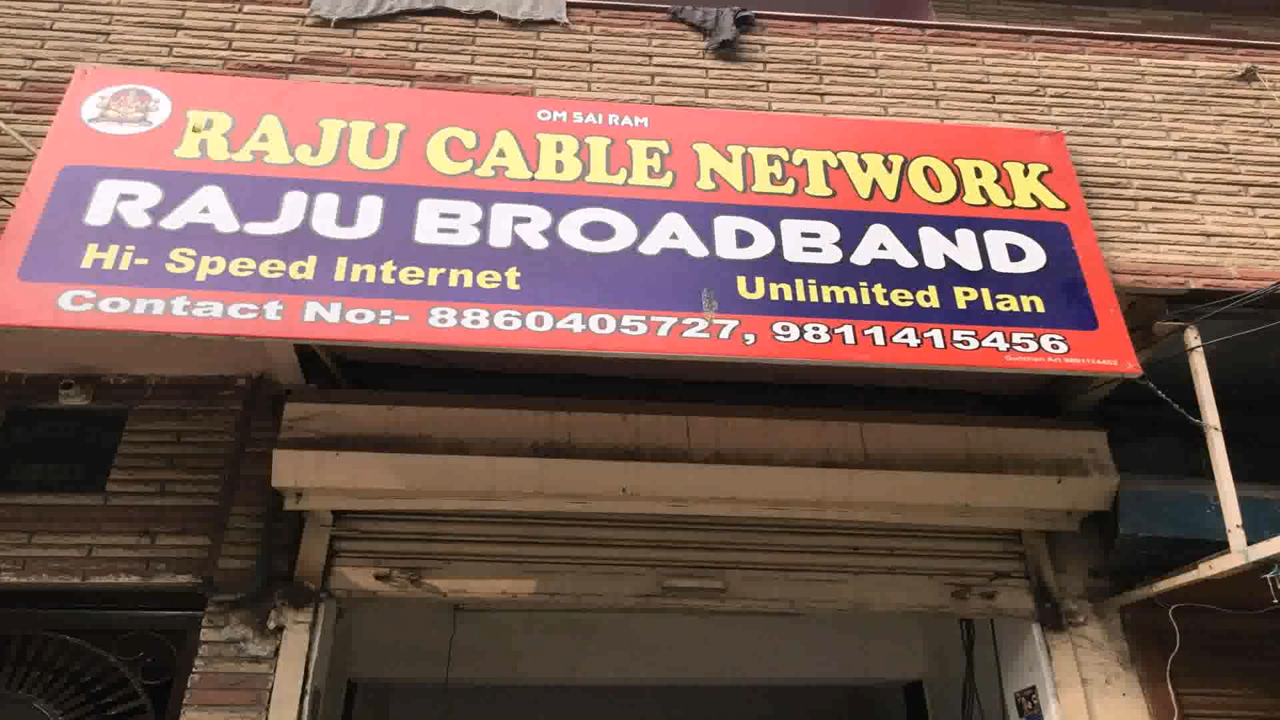 OM SAI RAM
RAJU CABLE NETWORK
RAJU BROADBAND
Hi- Speed Internet Unlimited Plan
Contact No:- 8860405727, 9811415456